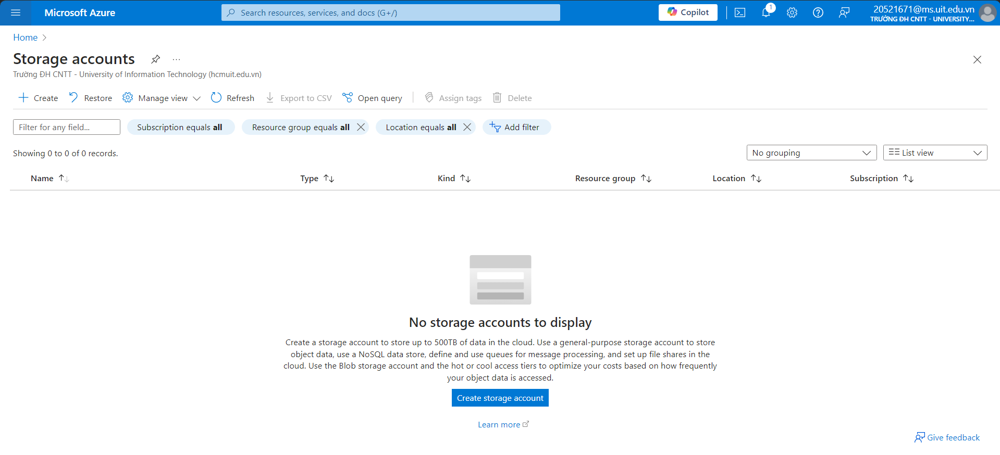 Microsoft Azure
Search resources, services, and docs (G+/)
Copilot
1
20521671@ms.uit.edu.vn
TRƯỜNG ĐH CNTT - UNIVERSITY...
Home
Storage accounts
...
Trường ĐH CNTT - University of Information Technology (hcmuit.edu.vn)
Create
Restore
Manage view
Refresh
Export to CSV
Open query
Assign tags
Delete
Filter for any field...
Subscription equals all
Resource group equals all
Location equals all
Add filter
Showing 0 to 0 of 0 records.
No grouping
List view
Name
Type
Kind
Resource group
Location
Subscription
No storage accounts to display
Create a storage account to store up to 500TB of data in the cloud. Use a general-purpose storage account to store
object data, use a NoSQL data store, define and use queues for message processing, and set up file shares in the
cloud. Use the Blob storage account and the hot or cool access tiers to optimize your costs based on how frequently
your object data is accessed.
Create storage account
Learn more
Give feedback